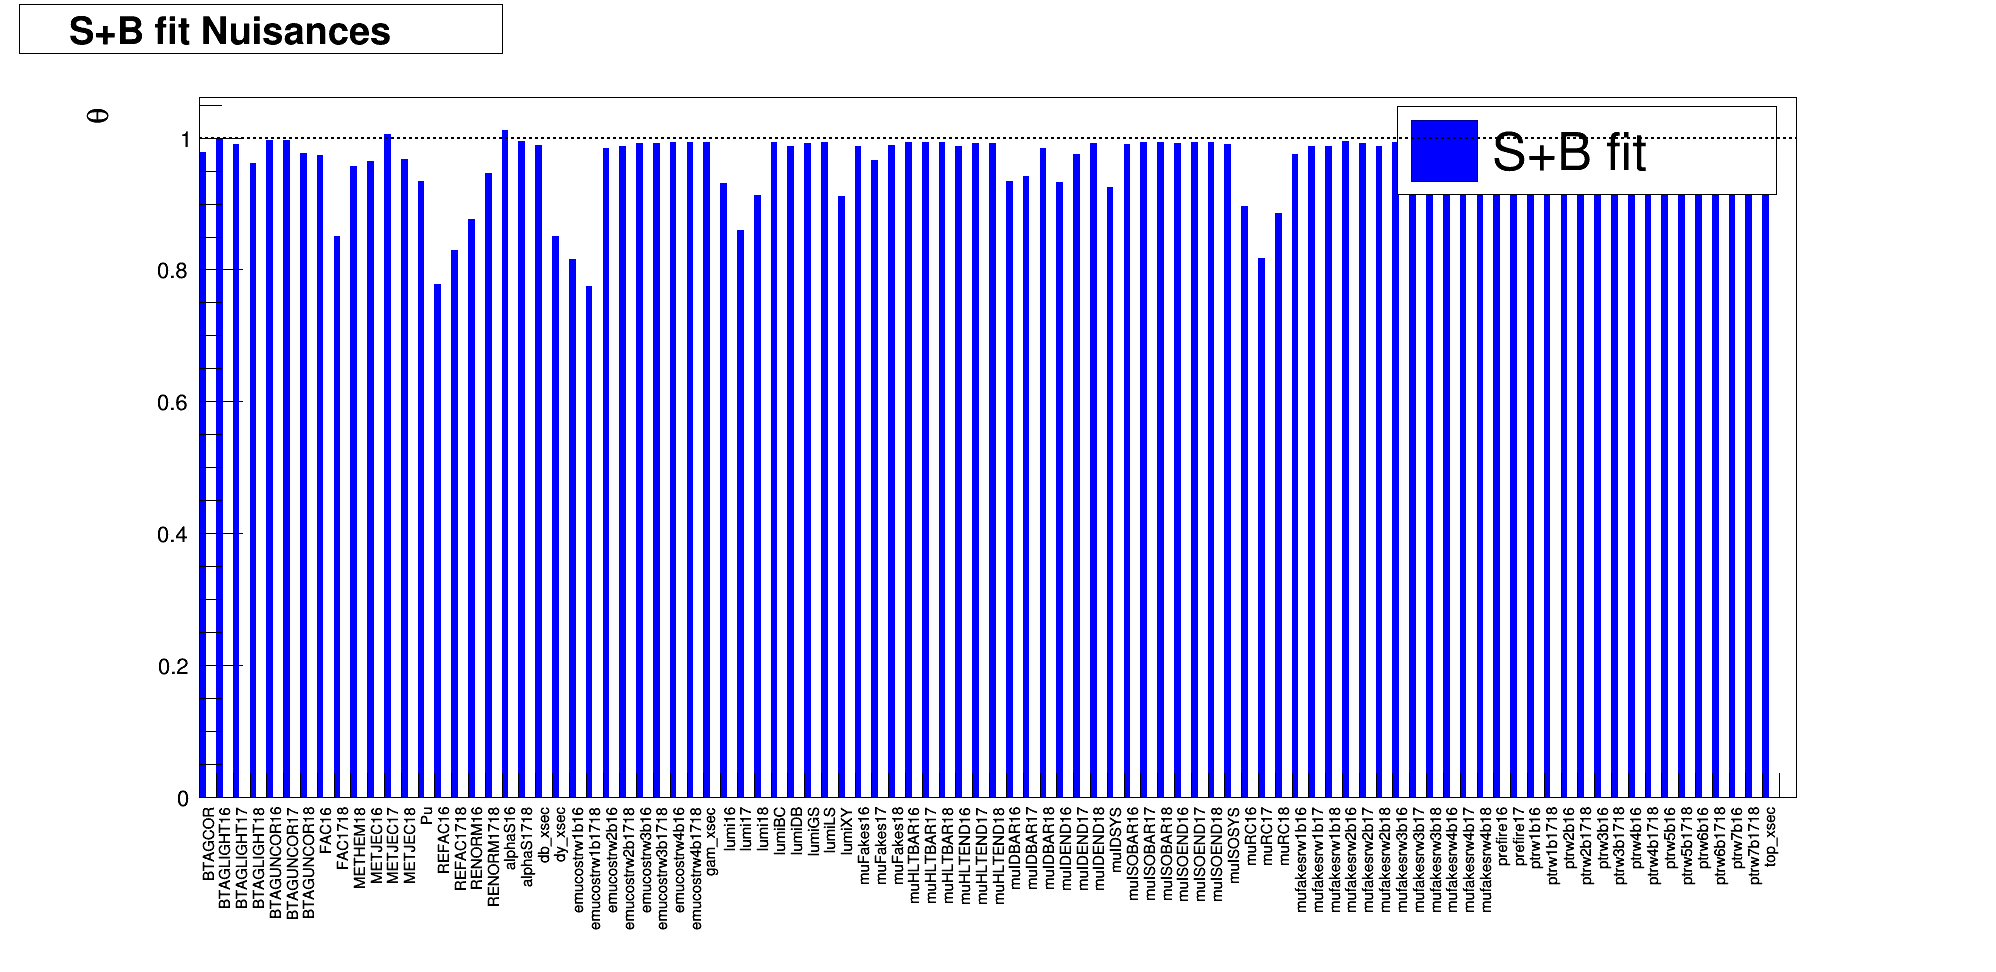 S+B fit Nuisances
θ
S+B fit
1
0.8
0.6
0.4
0.2
0
BTAGCOR
BTAGLIGHT16
BTAGLIGHT17
BTAGLIGHT18
BTAGUNCOR16
BTAGUNCOR17
BTAGUNCOR18
FAC16
FAC1718
METHEM18
METJEC16
METJEC17
METJEC18
Pu
REFAC16
REFAC1718
RENORM16
RENORM1718
alphaS16
alphaS1718
db_xsec
dy_xsec
emucostrw1b16
emucostrw1b1718
emucostrw2b16
emucostrw2b1718
emucostrw3b16
emucostrw3b1718
emucostrw4b16
emucostrw4b1718
gam_xsec
lumi16
lumi17
lumi18
lumiBC
lumiDB
lumiGS
lumiLS
lumiXY
muFakes16
muFakes17
muFakes18
muHLTBAR16
muHLTBAR17
muHLTBAR18
muHLTEND16
muHLTEND17
muHLTEND18
muIDBAR16
muIDBAR17
muIDBAR18
muIDEND16
muIDEND17
muIDEND18
muIDSYS
muISOBAR16
muISOBAR17
muISOBAR18
muISOEND16
muISOEND17
muISOEND18
muISOSYS
muRC16
muRC17
muRC18
mufakesrw1b16
mufakesrw1b17
mufakesrw1b18
mufakesrw2b16
mufakesrw2b17
mufakesrw2b18
mufakesrw3b16
mufakesrw3b17
mufakesrw3b18
mufakesrw4b16
mufakesrw4b17
mufakesrw4b18
prefire16
prefire17
ptrw1b16
ptrw1b1718
ptrw2b16
ptrw2b1718
ptrw3b16
ptrw3b1718
ptrw4b16
ptrw4b1718
ptrw5b16
ptrw5b1718
ptrw6b16
ptrw6b1718
ptrw7b16
ptrw7b1718
top_xsec